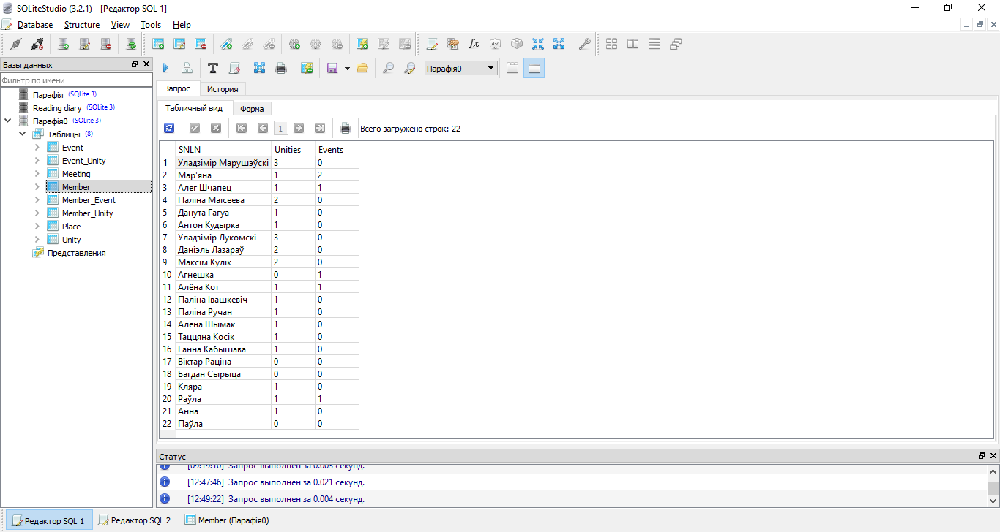 SQLiteStudio (3.2.1) - [Редактор SQL 1]
Database Structure View Tools Help
Базы данных
Фильтр по имени
Парафія (SQLite 3)
Reading diary (SQLite 3)
Парафія0 (SQLite 3)
Таблицы (8)
Event
Event_Unity
Meeting
Member
Member_Event
Member_Unity
Place
Unity
Представления
Парафія0
Запрос История
Табличный вид Форма
1 Всего загружено строк: 22
SNLN Unities Events
1 Уладзімір Марушэўскі 3 0
2 Мар'яна 1 2
3 Алег Шчапец 1 1
4 Паліна Маісеева 2 0
5 Данута Гагуа 1 0
6 Антон Кудырка 1 0
7 Уладзімір Лукомскі 3 0
8 Даніэль Лазараў 2 0
9 Максім Кулік 2 0
10 Агнешка 0 1
11 Алёна Кот 1 1
12 Паліна Івашкевіч 1 0
13 Паліна Ручан 1 0
14 Алёна Шымак 1 0
15 Таццяна Косік 1 0
16 Ганна Кабышава 1 0
17 Віктар Раціна 0 0
18 Багдан Сырыца 0 0
19 Кляра 1 0
20 Раўла 1 1
21 Анна 1 0
22 Паўла 0 0
Статус
[09:19:10] Запрос выполнен за 0.003 секунд.
[12:47:46] Запрос выполнен за 0.021 секунд.
[12:49:22] Запрос выполнен за 0.004 секунд.
Редактор SQL 1 Редактор SQL 2 Member (Парафія0)